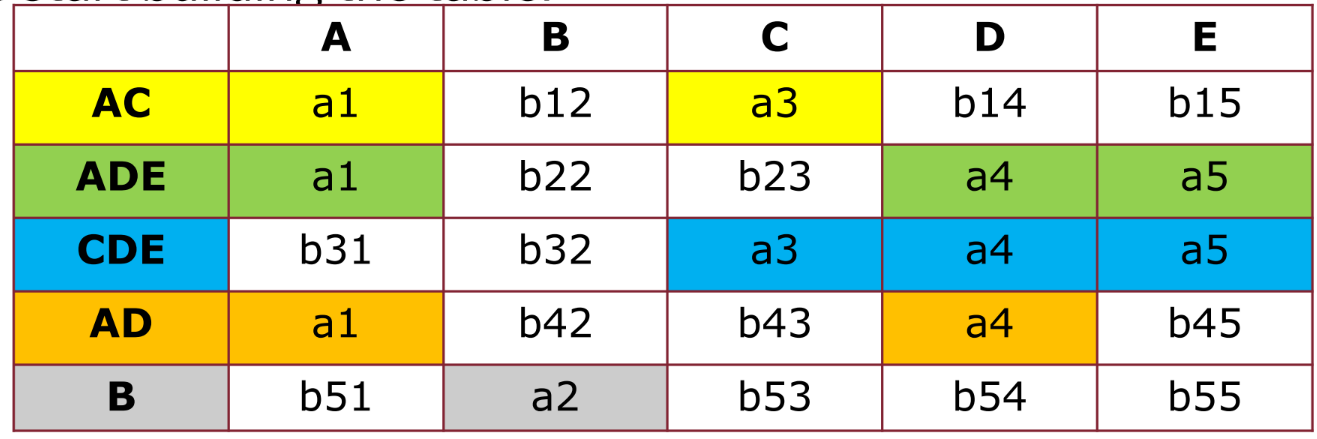 A B C D E
AC a1 b12 a3 b14 b15
ADE a1 b22 b23 a4 a5
CDE b31 b32 a3 a4 a5
AD a1 b42 b43 a4 b45
B b51 a2 b53 b54 b55